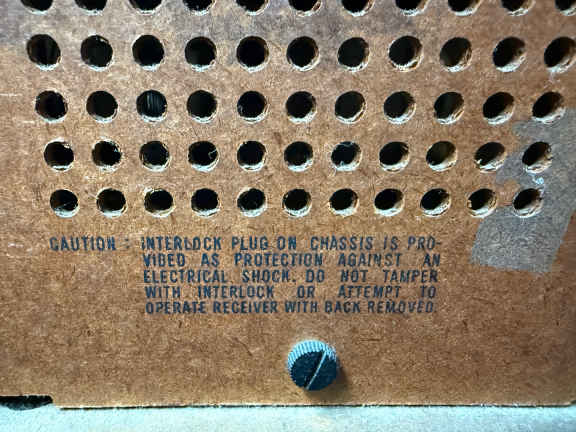 CAUTION : INTERLOCK PLUG ON CHASSIS IS PRO-
VIDED AS PROTECTION AGAINST AN
ELECTRICAL SHOCK. DO NOT TAMPER
WITH INTERLOCK OR ATTEMPT TO
OPERATE RECEIVER WITH BACK REMOVED.